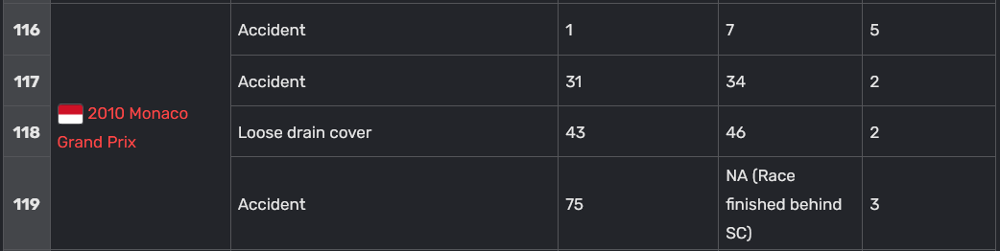 116
Accident
1
7
5
117
Accident
31
34
2
2010 Monaco
Grand Prix
118
Loose drain cover
43
46
2
119
Accident
75
NA (Race
finished behind
SC)
3